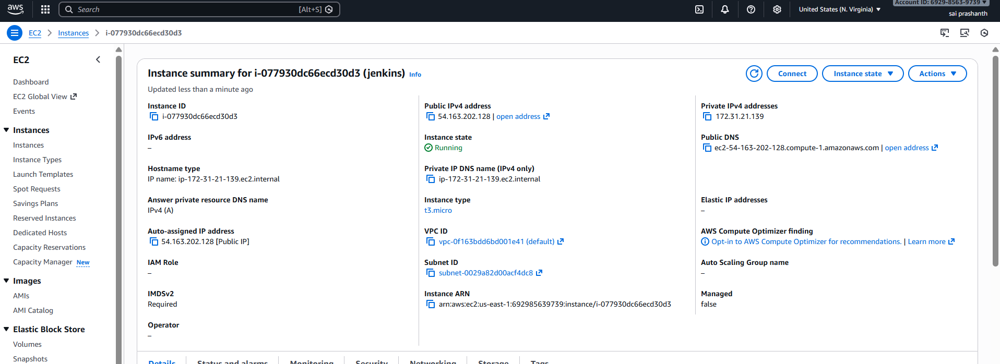 aws
Search [Alt+S]
United States (N. Virginia)
Account ID: 6929-8563-9739
sai prashanth
EC2 Instances i-077930dc66ecd30d3
EC2
Dashboard
EC2 Global View
Events
Instances
Instances
Instance Types
Launch Templates
Spot Requests
Savings Plans
Reserved Instances
Dedicated Hosts
Capacity Reservations
Capacity Manager New
Images
AMIs
AMI Catalog
Elastic Block Store
Volumes
Snapshots
Instance summary for i-077930dc66ecd30d3 (jenkins) Info
Connect
Instance state
Actions
Updated less than a minute ago
Instance ID
i-077930dc66ecd30d3
Public IPv4 address
54.163.202.128 | open address
Private IPv4 addresses
172.31.21.139
IPv6 address
–
Instance state
Running
Public DNS
ec2-54-163-202-128.compute-1.amazonaws.com | open address
Hostname type
IP name: ip-172-31-21-139.ec2.internal
Private IP DNS name (IPv4 only)
ip-172-31-21-139.ec2.internal
Answer private resource DNS name
IPv4 (A)
Instance type
t3.micro
Elastic IP addresses
–
Auto-assigned IP address
54.163.202.128 [Public IP]
VPC ID
vpc-0f163bdd6bd001e41 (default)
AWS Compute Optimizer finding
Opt-in to AWS Compute Optimizer for recommendations. | Learn more
IAM Role
–
Subnet ID
subnet-0029a82d00acf4dc8
Auto Scaling Group name
–
IMDSv2
Required
Instance ARN
arn:aws:ec2:us-east-1:692985639739:instance/i-077930dc66ecd30d3
Managed
false
Operator
–
Details Status and alarms Monitoring Security Networking Storage Tags